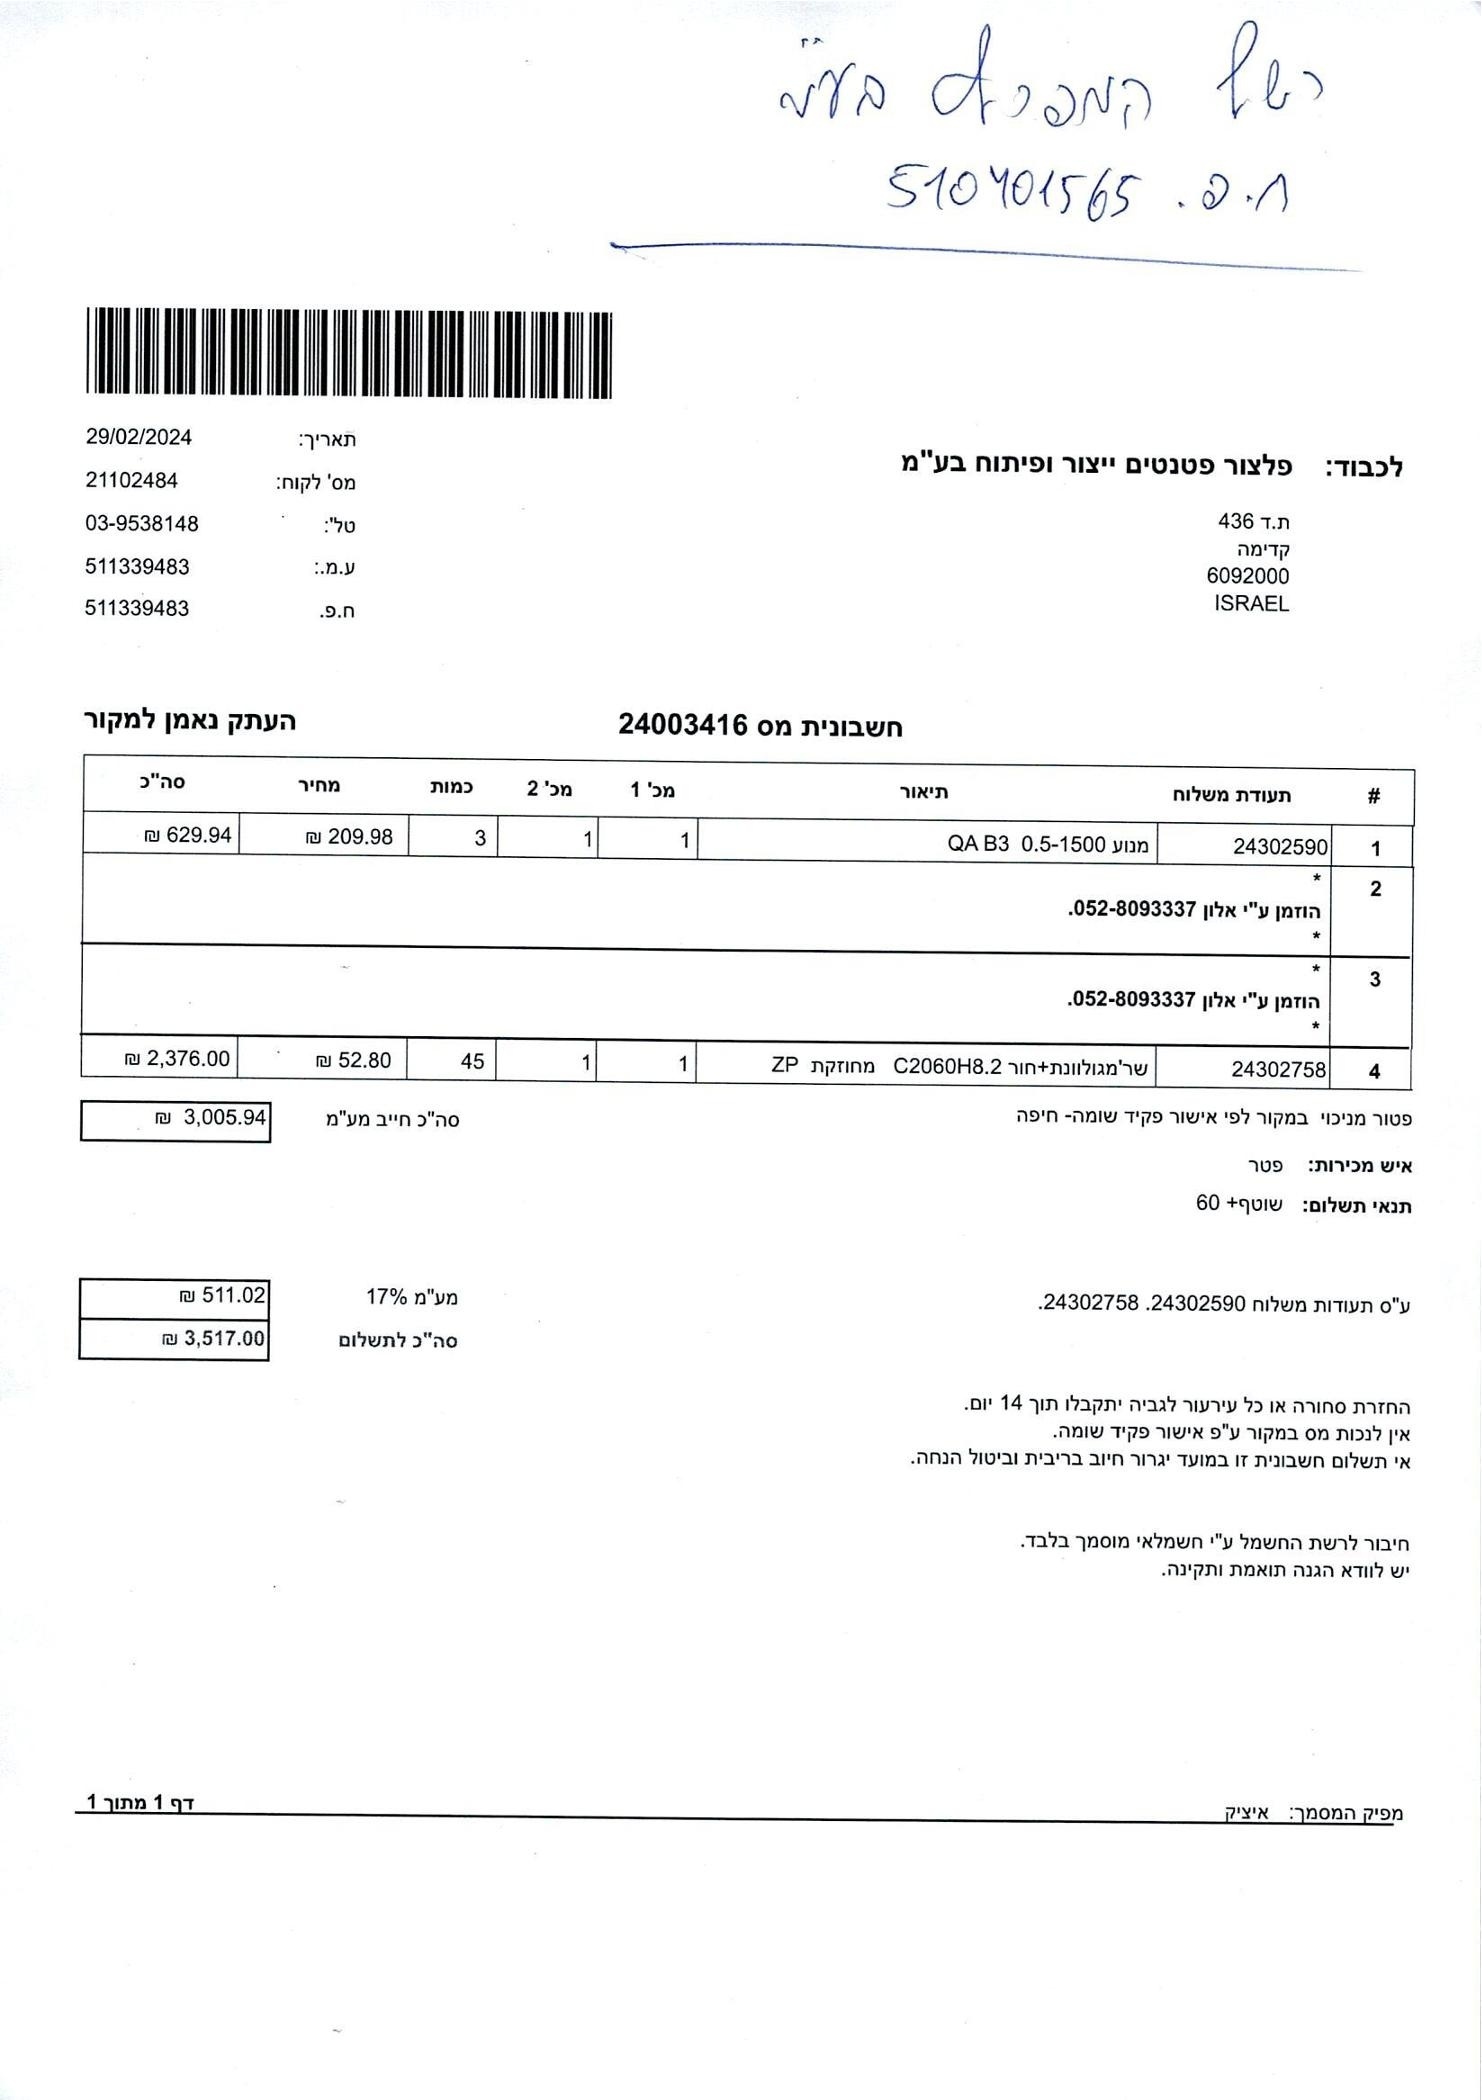 רשף המפרץ בע"מ
ח.פ. 510401565
לכבוד: פלצור פטנטים ייצור ופיתוח בע"מ
ת.ד 436
קדימה
6092000
ISRAEL
תאריך: 29/02/2024
מס' לקוח: 21102484
טל': 03-9538148
ע.מ.: 511339483
ח.פ. 511339483
חשבונית מס 24003416 העתק נאמן למקור
# תעודת משלוח תיאור מכ' 1 מכ' 2 כמות מחיר סה"כ
1 24302590 מנוע QA B3 0.5-1500 1 1 3 209.98 ₪ 629.94 ₪
2 *
הוזמן ע"י אלון 052-8093337.
*
3 *
הוזמן ע"י אלון 052-8093337.
*
4 24302758 שר'מגולוונת+חור C2060H8.2 מחוזקת ZP 1 1 45 52.80 ₪ 2,376.00 ₪
פטור מניכוי במקור לפי אישור פקיד שומה- חיפה סה"כ חייב מע"מ 3,005.94 ₪
איש מכירות: פטר
תנאי תשלום: שוטף+ 60
ע"ס תעודות משלוח 24302590. 24302758. מע"מ 17% 511.02 ₪
סה"כ לתשלום 3,517.00 ₪
החזרת סחורה או כל עירעור לגביה יתקבלו תוך 14 יום.
אין לנכות מס במקור ע"פ אישור פקיד שומה.
אי תשלום חשבונית זו במועד יגרור חיוב בריבית וביטול הנחה.
חיבור לרשת החשמל ע"י חשמלאי מוסמך בלבד.
יש לוודא הגנה תואמת ותקינה.
מפיק המסמך: איציק דף 1 מתוך 1